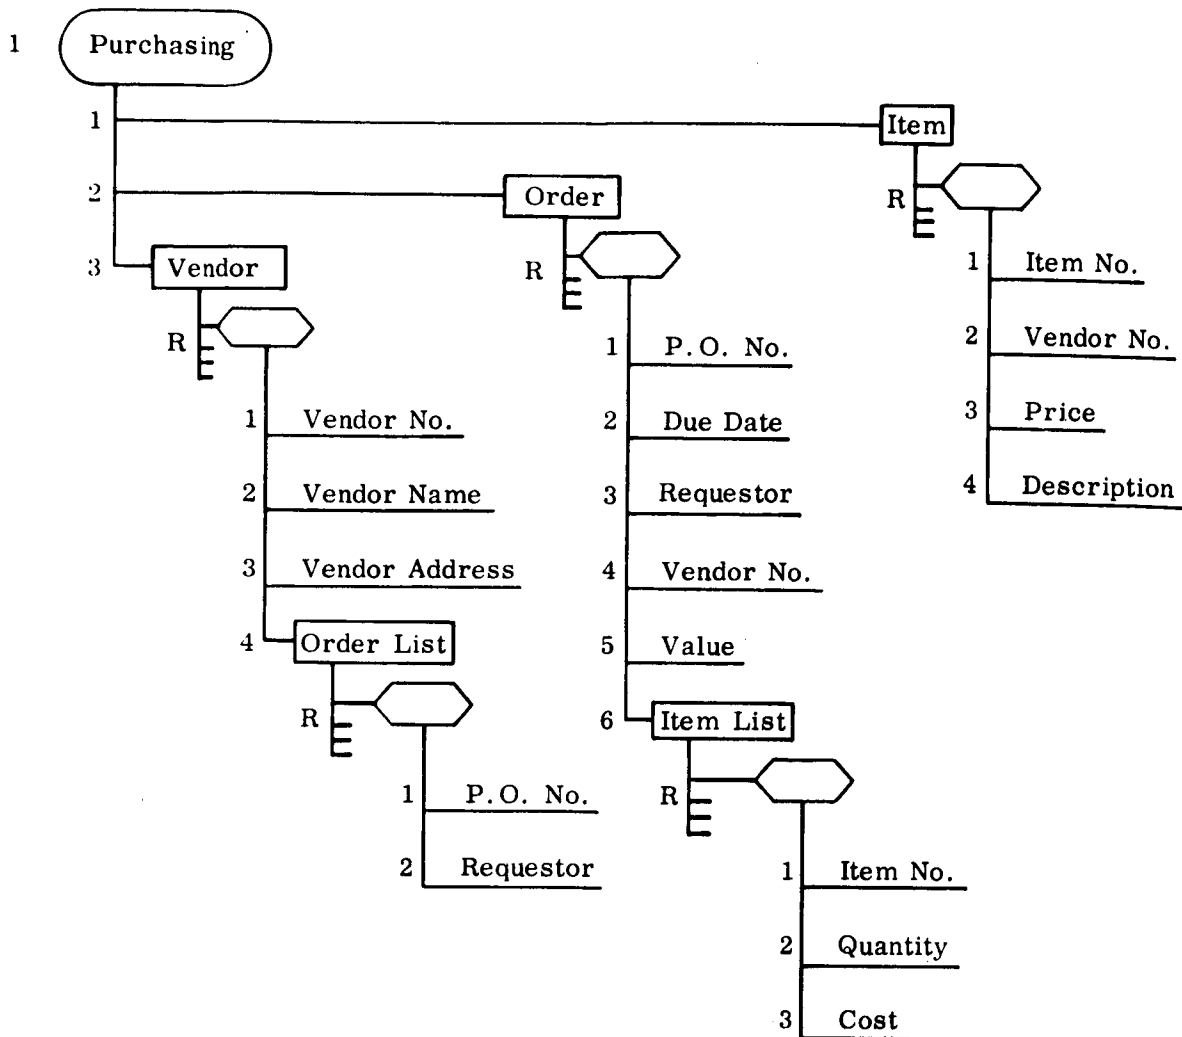 1 Purchasing
1 Item
R
1 Item No.
2 Vendor No.
3 Price
4 Description
2 Order
R
1 P.O. No.
2 Due Date
3 Requestor
4 Vendor No.
5 Value
6 Item List
R
1 Item No.
2 Quantity
3 Cost
3 Vendor
R
1 Vendor No.
2 Vendor Name
3 Vendor Address
4 Order List
R
1 P.O. No.
2 Requestor